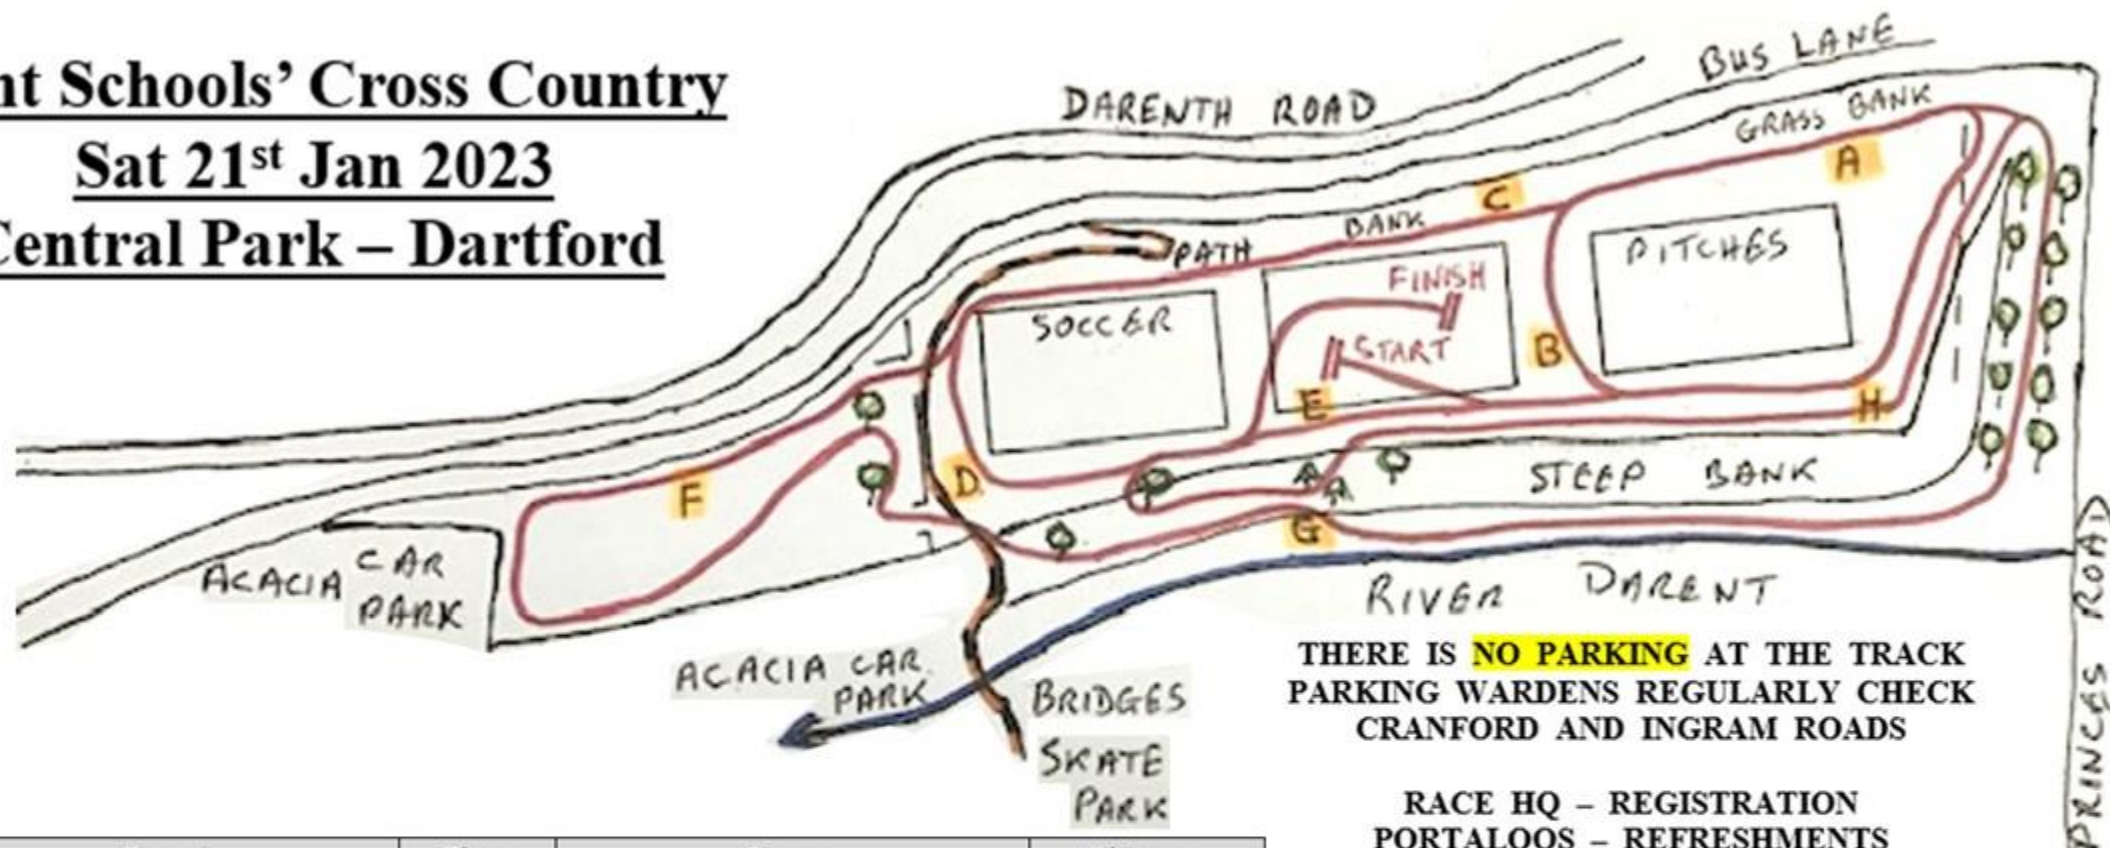 nt Schools’ Cross Country
Sat 21st Jan 2023
Central Park – Dartford
BUS LANE
DARENTH ROAD
GRASS BANK
A
C
BANK
PATH
PITCHES
FINISH
SOCCER
START
B
E
H
D
F
STEEP BANK
G
CAR
ACACIA
PARK
RIVER DARENT
ACACIA CAR
PARK
BRIDGES
SKATE
PARK
PRINCES ROAD
THERE IS NO PARKING AT THE TRACK
PARKING WARDENS REGULARLY CHECK
CRANFORD AND INGRAM ROADS
RACE HQ – REGISTRATION
PORTALOOS – REFRESHMENTS